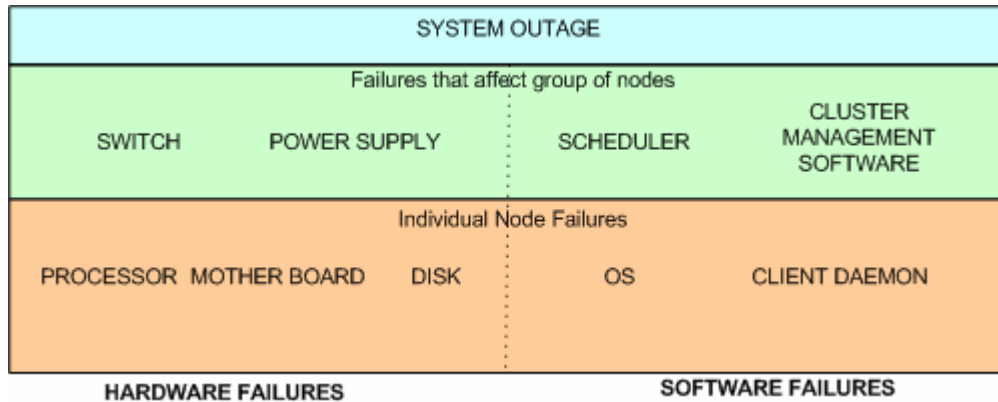 SYSTEM OUTAGE
Failures that affect group of nodes
SWITCH POWER SUPPLY SCHEDULER CLUSTER
MANAGEMENT
SOFTWARE
Individual Node Failures
PROCESSOR MOTHER BOARD DISK OS CLIENT DAEMON
HARDWARE FAILURES SOFTWARE FAILURES